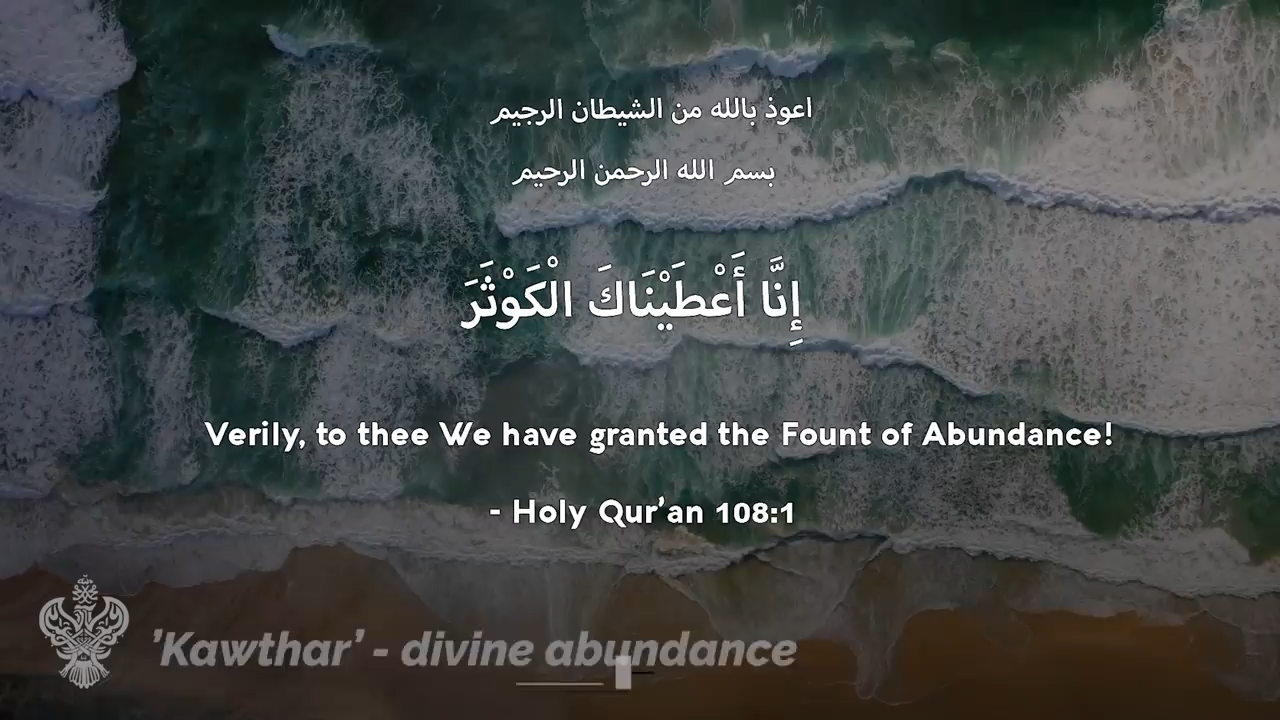 اعوذ بالله من الشيطان الرجيم
بسم الله الرحمن الرحيم
إِنَّا أَعْطَيْنَاكَ الْكَوْثَرَ
Verily, to thee We have granted the Fount of Abundance!
- Holy Qur'an 108:1
'Kawthar' - divine abundance